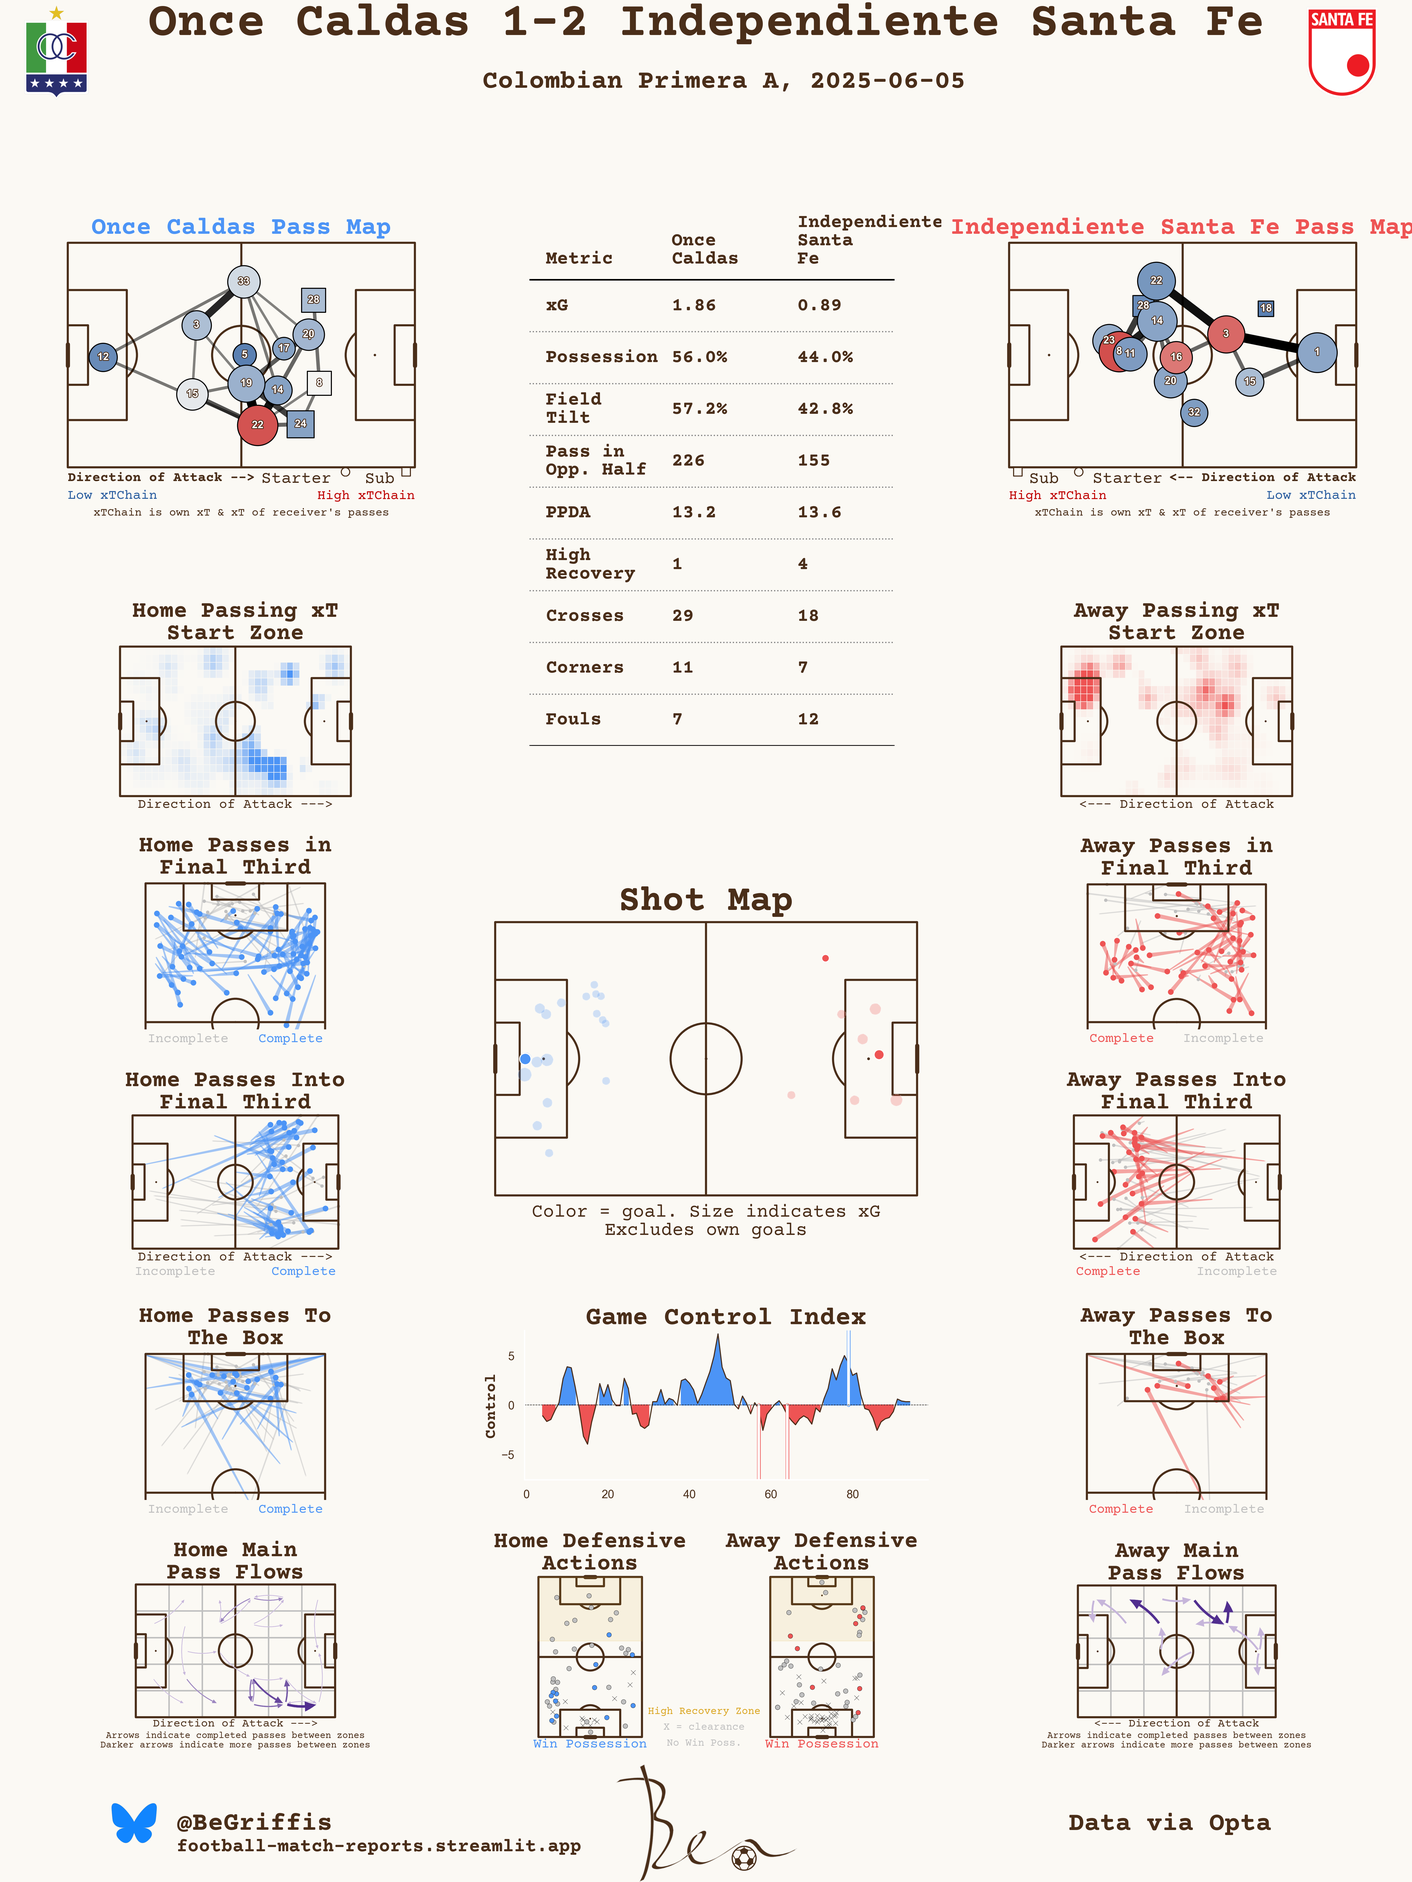 Once Caldas 1-2 Independiente Santa Fe
Colombian Primera A, 2025-06-05
SANTA FE
OC
Once Caldas Pass Map
33
28
3
20
17
5
12
19
14
8
15
22
24
Direction of Attack --> Starter Sub
Low xTChain High xTChain
xTChain is own xT & xT of receiver's passes
Metric Once Caldas Independiente Santa Fe
xG 1.86 0.89
Possession 56.0% 44.0%
Field Tilt 57.2% 42.8%
Pass in Opp. Half 226 155
PPDA 13.2 13.6
High Recovery 1 4
Crosses 29 18
Corners 11 7
Fouls 7 12
Independiente Santa Fe Pass Map
22
28
18
14
3
23
8
11
16
1
20
15
32
Sub Starter <-- Direction of Attack
High xTChain Low xTChain
xTChain is own xT & xT of receiver's passes
Home Passing xT
Start Zone
Direction of Attack --->
Away Passing xT
Start Zone
<--- Direction of Attack
Home Passes in
Final Third
Incomplete Complete
Away Passes in
Final Third
Complete Incomplete
Shot Map
Color = goal. Size indicates xG
Excludes own goals
Home Passes Into
Final Third
Direction of Attack --->
Incomplete Complete
Away Passes Into
Final Third
<--- Direction of Attack
Complete Incomplete
Home Passes To
The Box
Incomplete Complete
Game Control Index
Control
5
0
−5
0 20 40 60 80
Away Passes To
The Box
Complete Incomplete
Home Main
Pass Flows
Direction of Attack --->
Arrows indicate completed passes between zones
Darker arrows indicate more passes between zones
Home Defensive
Actions
Win Possession
High Recovery Zone
X = clearance
No Win Poss.
Away Defensive
Actions
Win Possession
Away Main
Pass Flows
<--- Direction of Attack
Arrows indicate completed passes between zones
Darker arrows indicate more passes between zones
@BeGriffis
football-match-reports.streamlit.app
Ben
Data via Opta